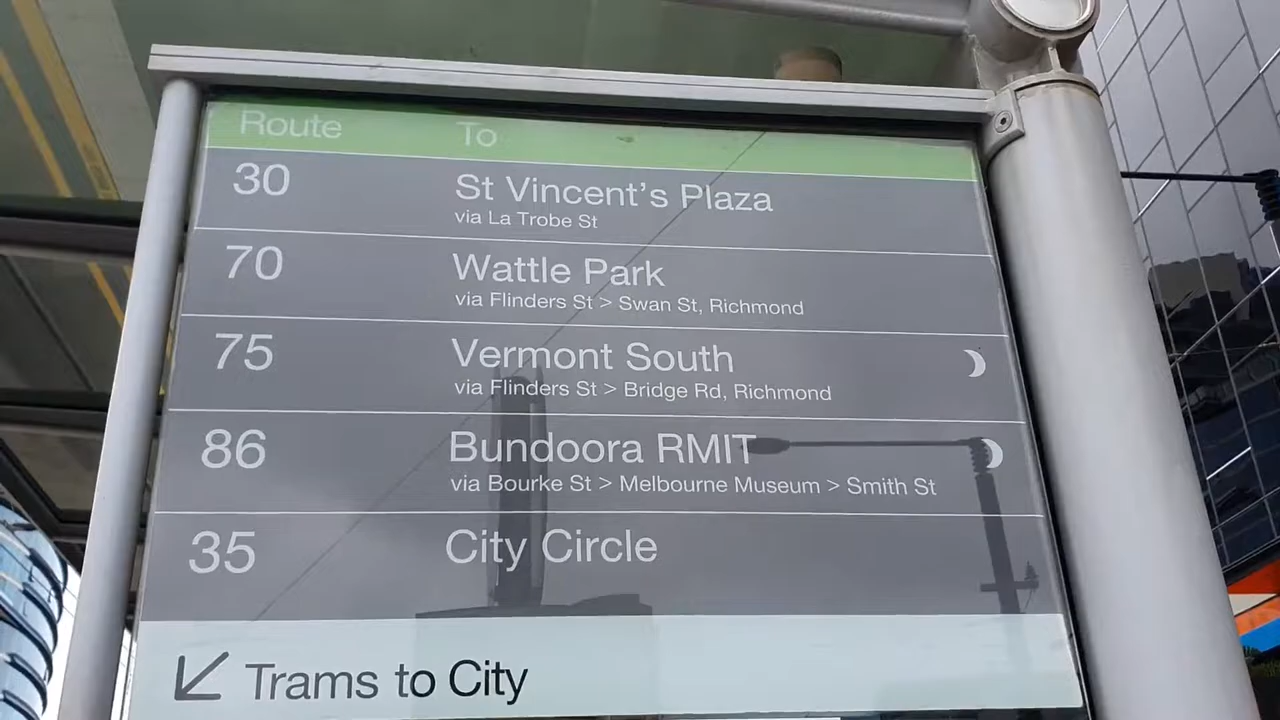 Route To
30 St Vincent's Plaza
via La Trobe St
70 Wattle Park
via Flinders St > Swan St, Richmond
75 Vermont South
via Flinders St > Bridge Rd, Richmond
86 Bundoora RMIT
via Bourke St > Melbourne Museum > Smith St
35 City Circle
Trams to City